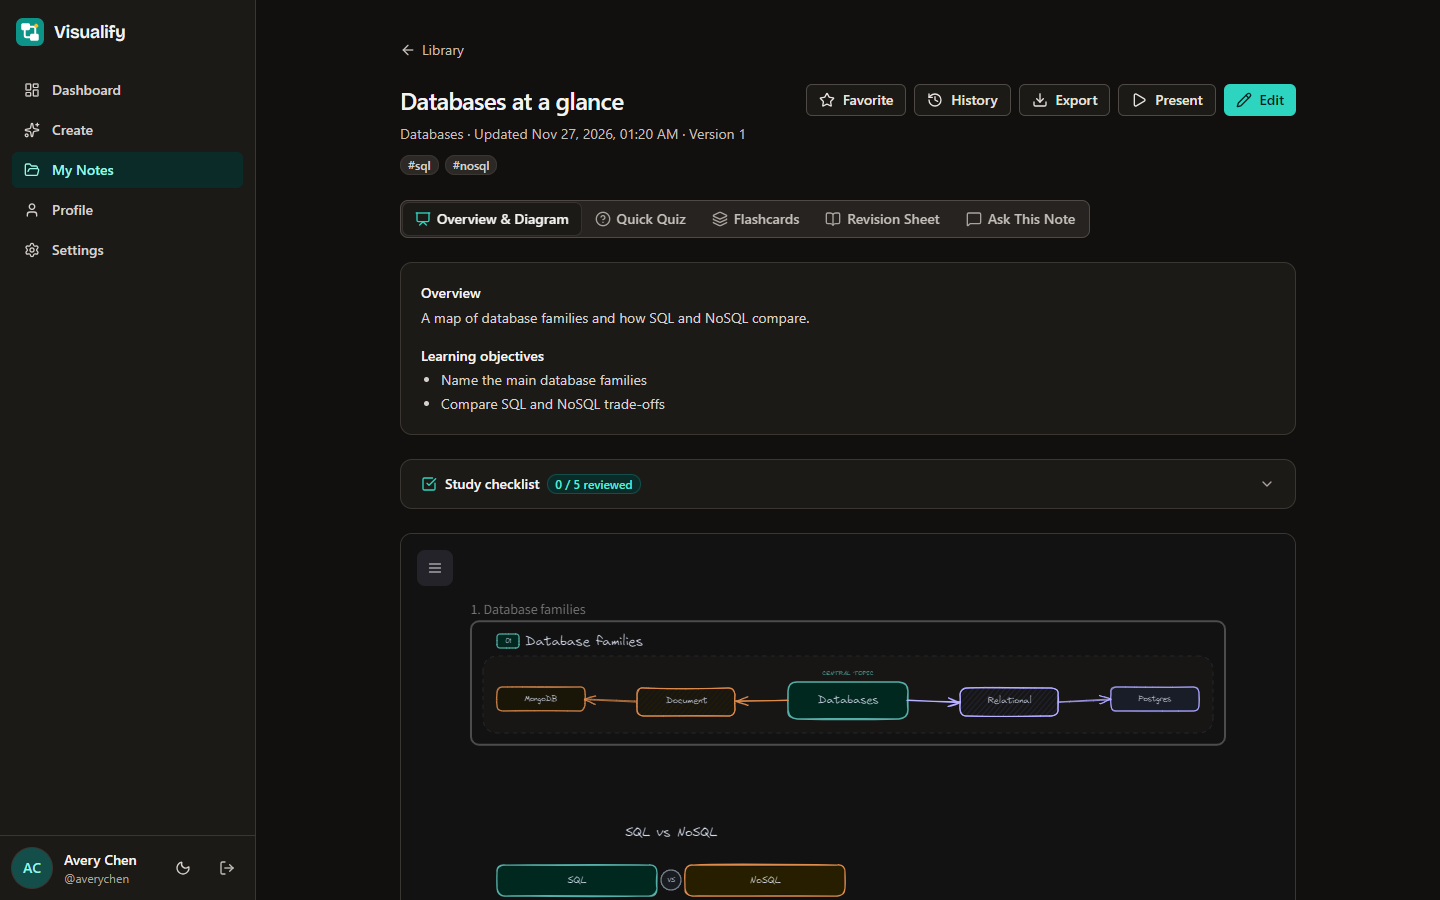 Visualify
Dashboard
Create
My Notes
Profile
Settings
AC
Avery Chen
@averychen
Library
Databases at a glance
Favorite
History
Export
Present
Edit
Databases · Updated Nov 27, 2026, 01:20 AM · Version 1
#sql
#nosql
Overview & Diagram
Quick Quiz
Flashcards
Revision Sheet
Ask This Note
Overview
A map of database families and how SQL and NoSQL compare.
Learning objectives
• Name the main database families
• Compare SQL and NoSQL trade-offs
Study checklist
0 / 5 reviewed
1. Database families
01
Database families
CENTRAL TOPIC
MongoDB
Document
Databases
Relational
Postgres
SQL vs NoSQL
SQL
VS
NoSQL